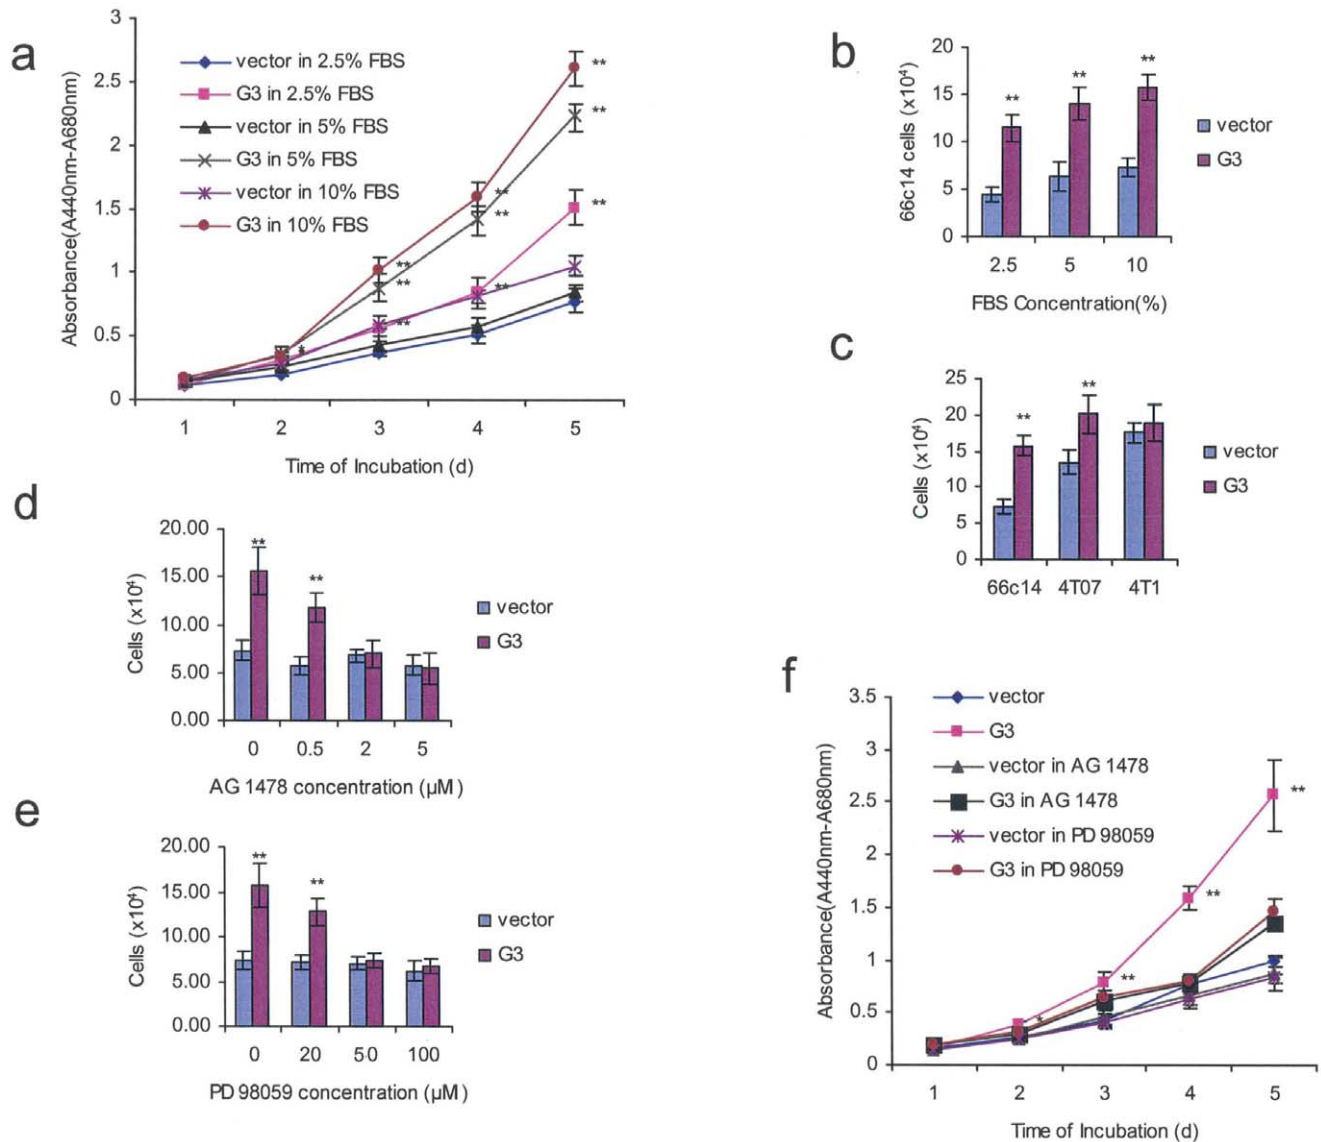 a
3
2.5
2
1.5
1
0.5
0
Absorbance(A440nm-A680nm)
vector in 2.5% FBS
G3 in 2.5% FBS
vector in 5% FBS
G3 in 5% FBS
vector in 10% FBS
G3 in 10% FBS
*
**
**
**
**
**
**
**
**
**
1 2 3 4 5
Time of Incubation (d)
b
20
15
10
5
0
66c14 cells (x10⁴)
** ** **
vector
G3
2.5 5 10
FBS Concentration(%)
c
25
20
15
10
5
0
Cells (x10⁴)
** **
vector
G3
66c14 4T07 4T1
d
20.00
15.00
10.00
5.00
0.00
Cells (x10⁴)
** **
vector
G3
0 0.5 2 5
AG 1478 concentration (µM)
e
20.00
15.00
10.00
5.00
0.00
Cells (x10⁴)
** **
vector
G3
0 20 50 100
PD 98059 concentration (µM)
f
3.5
3
2.5
2
1.5
1
0.5
0
Absorbance(A440nm-A680nm)
vector
G3
vector in AG 1478
G3 in AG 1478
vector in PD 98059
G3 in PD 98059
*
**
**
**
1 2 3 4 5
Time of Incubation (d)